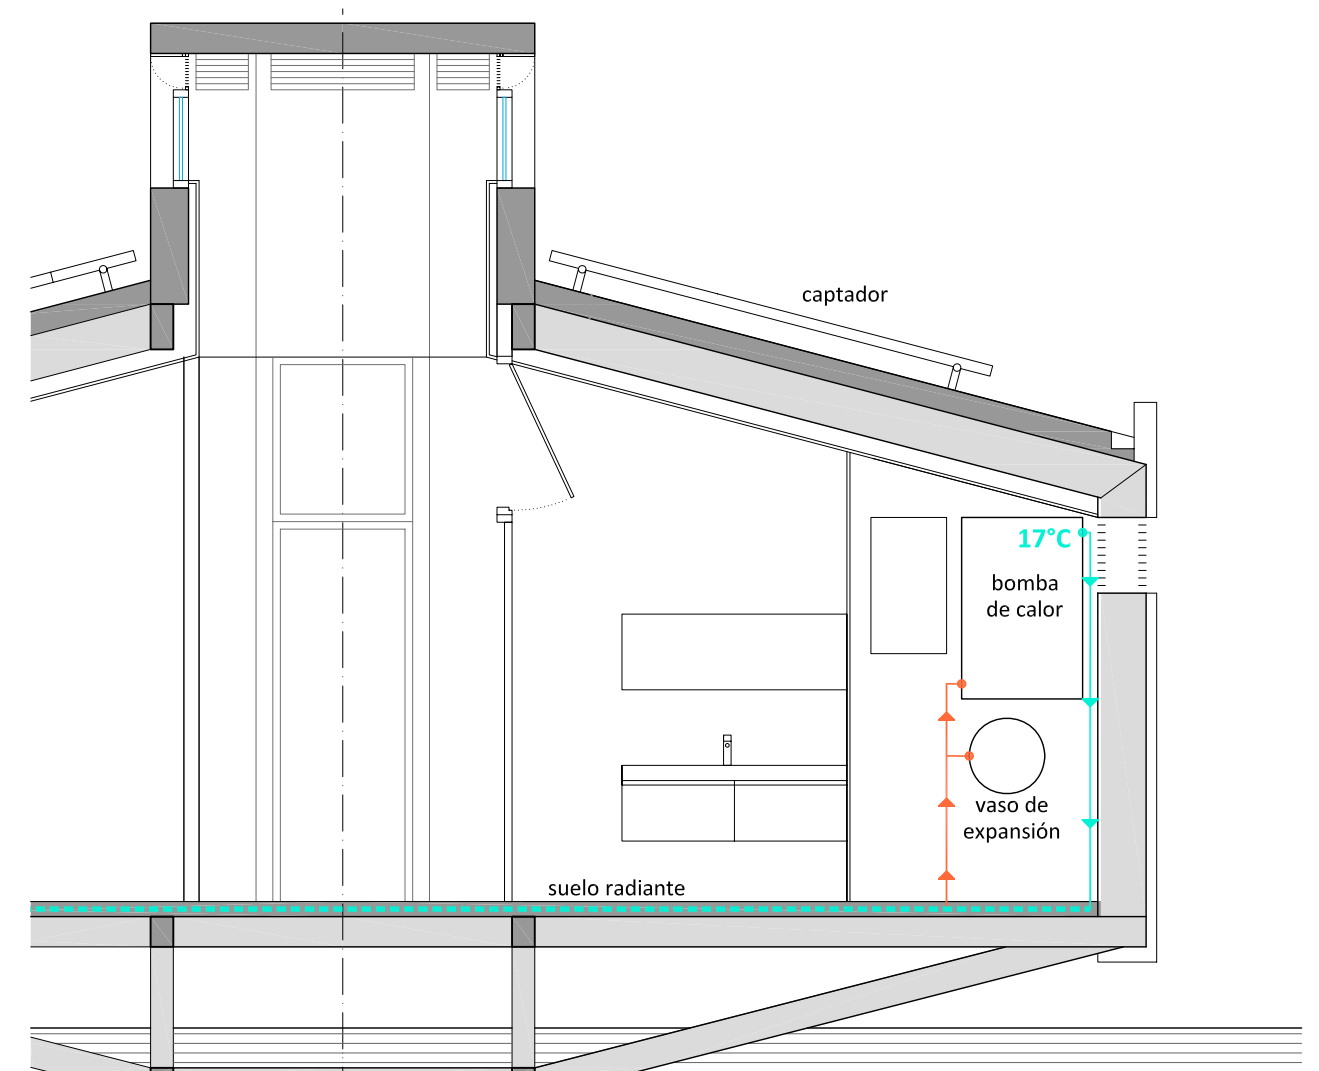 captador
17°C
bomba
de calor
vaso de
expansión
suelo radiante